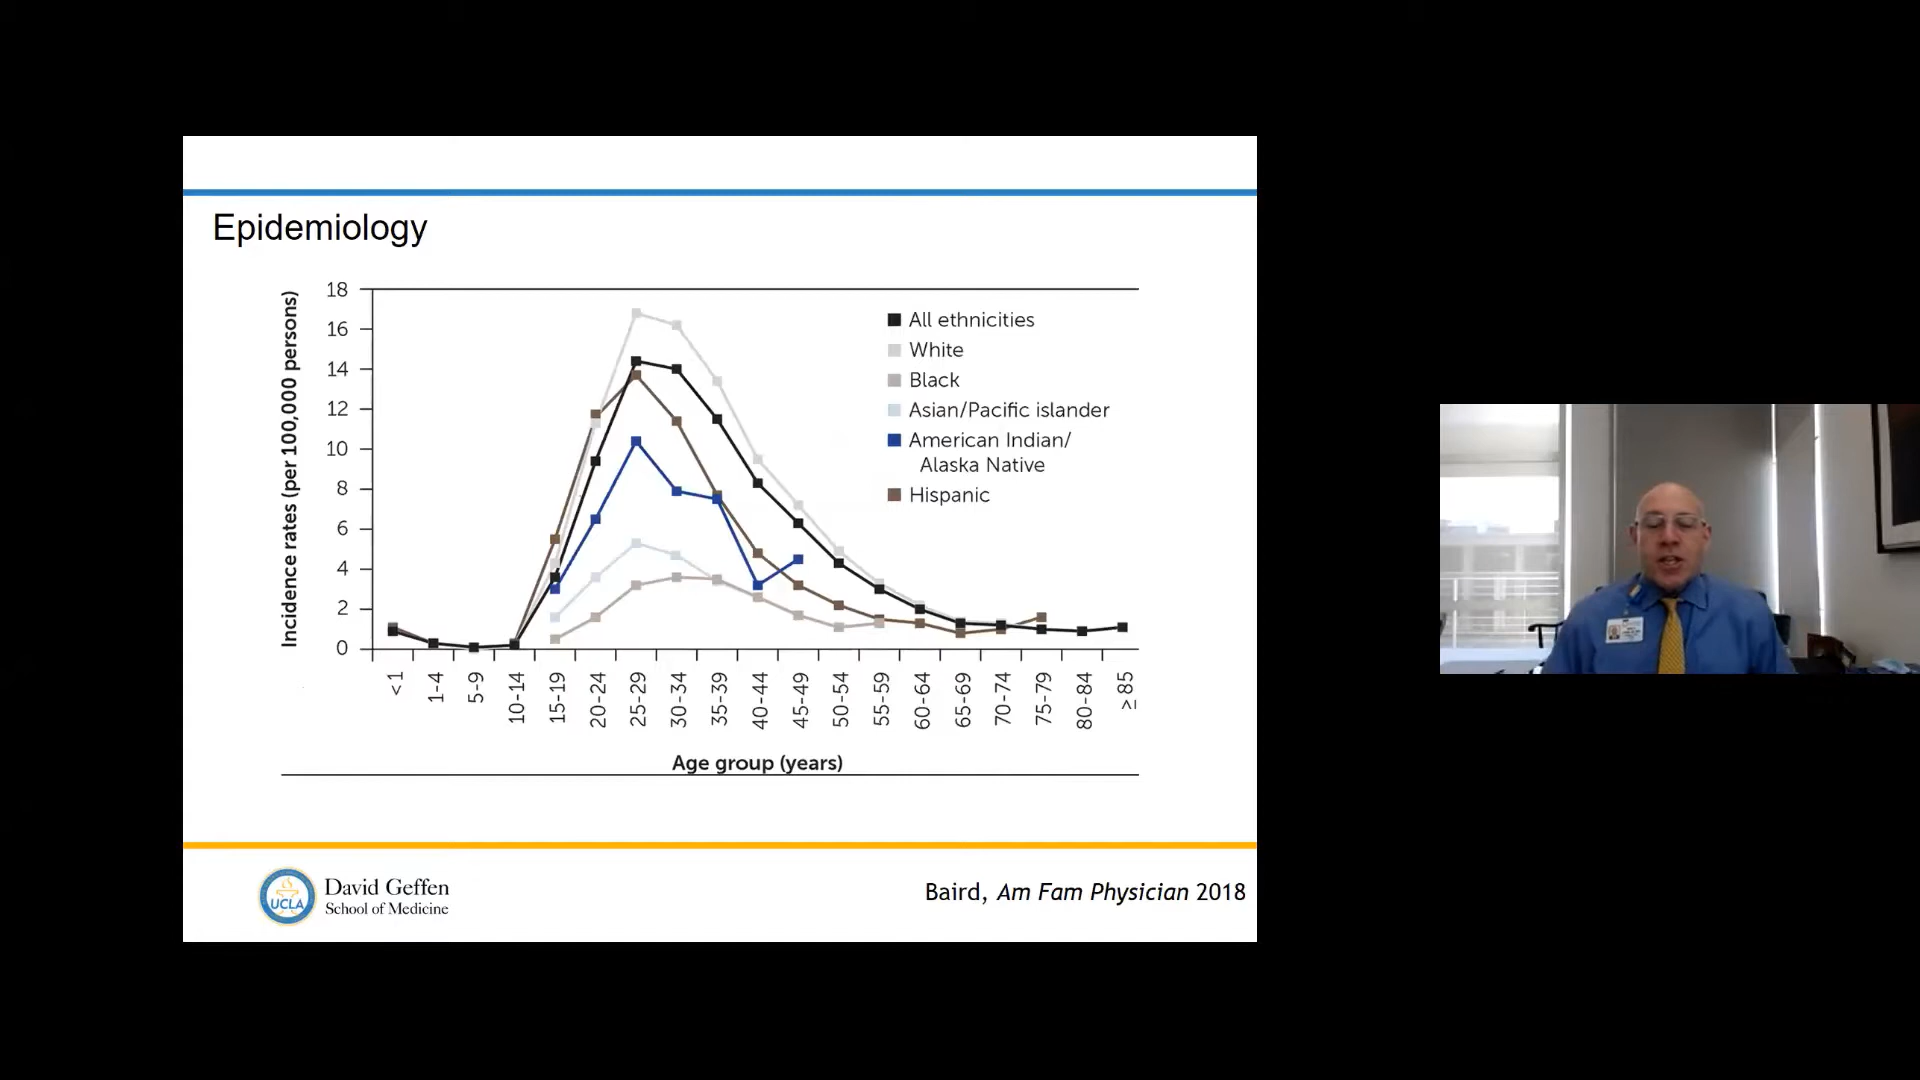 Epidemiology
Incidence rates (per 100,000 persons)
18
16
14
12
10
8
6
4
2
0
All ethnicities
White
Black
Asian/Pacific islander
American Indian/
Alaska Native
Hispanic
<1
1-4
5-9
10-14
15-19
20-24
25-29
30-34
35-39
40-44
45-49
50-54
55-59
60-64
65-69
70-74
75-79
80-84
≥ 85
Age group (years)
UCLA
David Geffen
School of Medicine
Baird, Am Fam Physician 2018